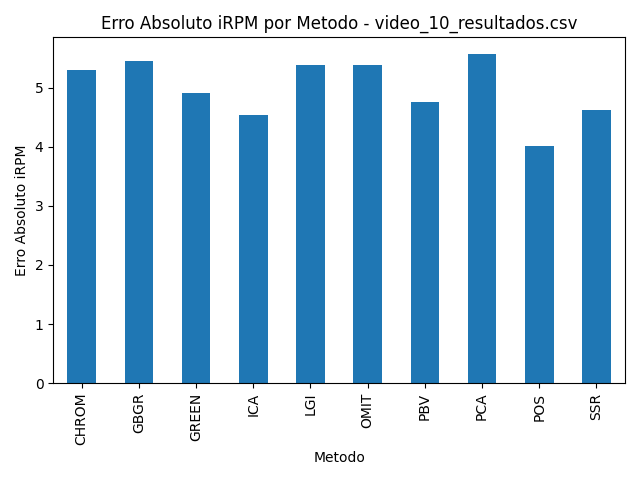 Erro Absoluto iRPM por Metodo - video_10_resultados.csv
Erro Absoluto iRPM
5
4
3
2
1
0
CHROM
GBGR
GREEN
ICA
LGI
OMIT
PBV
PCA
POS
SSR
Metodo